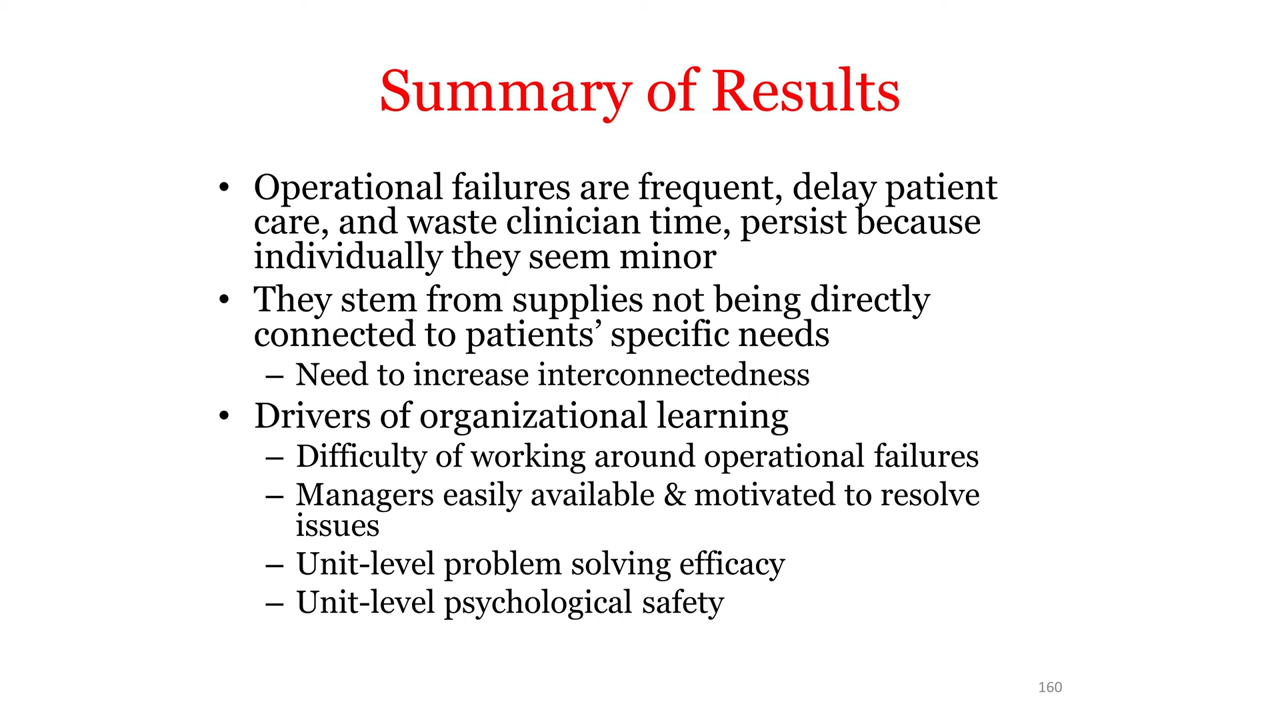 Summary of Results
• Operational failures are frequent, delay patient
care, and waste clinician time, persist because
individually they seem minor
• They stem from supplies not being directly
connected to patients’ specific needs
– Need to increase interconnectedness
• Drivers of organizational learning
– Difficulty of working around operational failures
– Managers easily available & motivated to resolve
issues
– Unit-level problem solving efficacy
– Unit-level psychological safety
160